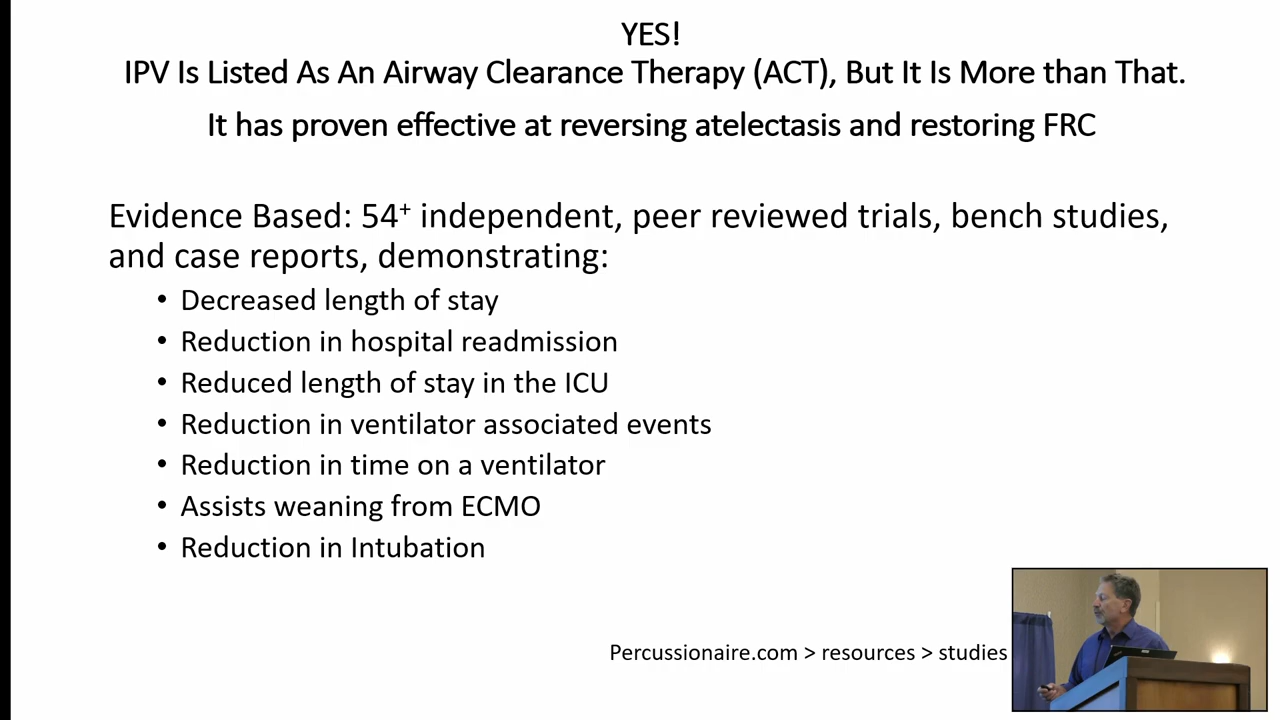 YES!
IPV Is Listed As An Airway Clearance Therapy (ACT), But It Is More than That.
It has proven effective at reversing atelectasis and restoring FRC
Evidence Based: 54+ independent, peer reviewed trials, bench studies,
and case reports, demonstrating:
• Decreased length of stay
• Reduction in hospital readmission
• Reduced length of stay in the ICU
• Reduction in ventilator associated events
• Reduction in time on a ventilator
• Assists weaning from ECMO
• Reduction in Intubation
Percussionaire.com > resources > studies